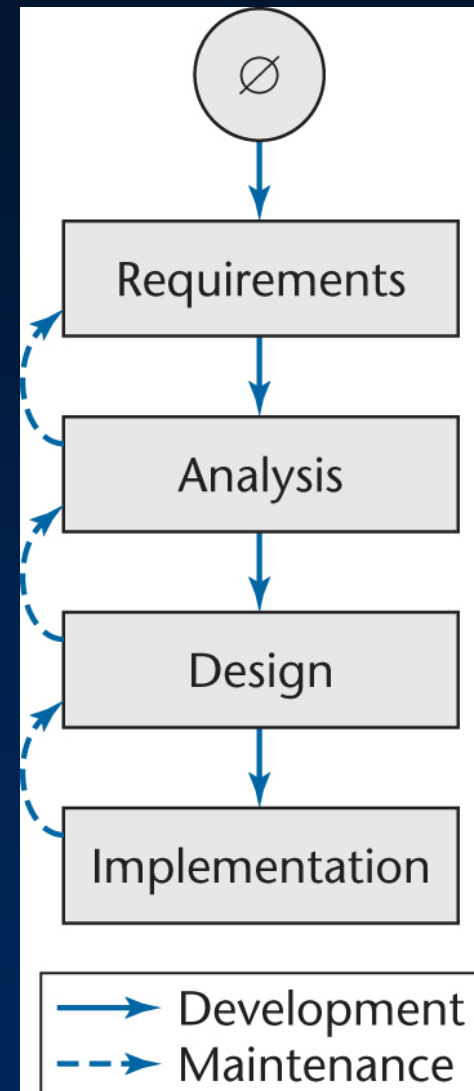 ∅
Requirements
Analysis
Design
Implementation
Development
Maintenance